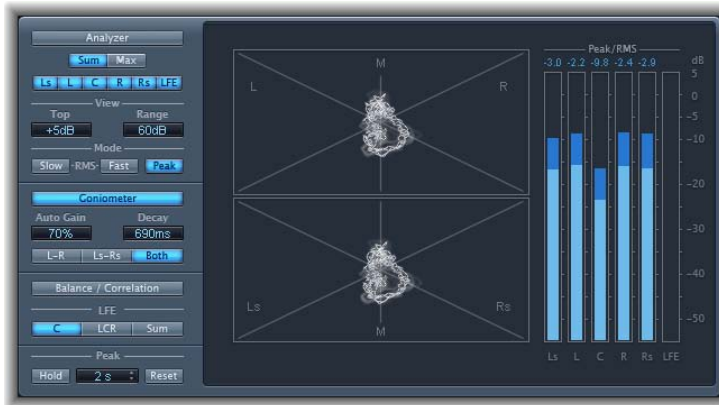 Analyzer
Sum Max
Ls L C R Rs LFE
View
Top Range
+5dB 60dB
Mode
Slow -RMS- Fast Peak
Goniometer
Auto Gain Decay
70% 690ms
L-R Ls-Rs Both
Balance / Correlation
LFE
C LCR Sum
Peak
Hold 2 s Reset
M
L R
Ls Rs
M
Peak/RMS
-3.0 -2.2 -9.8 -2.4 -2.9 dB
5
0
-5
-10
-20
-30
-40
-50
Ls L C R Rs LFE